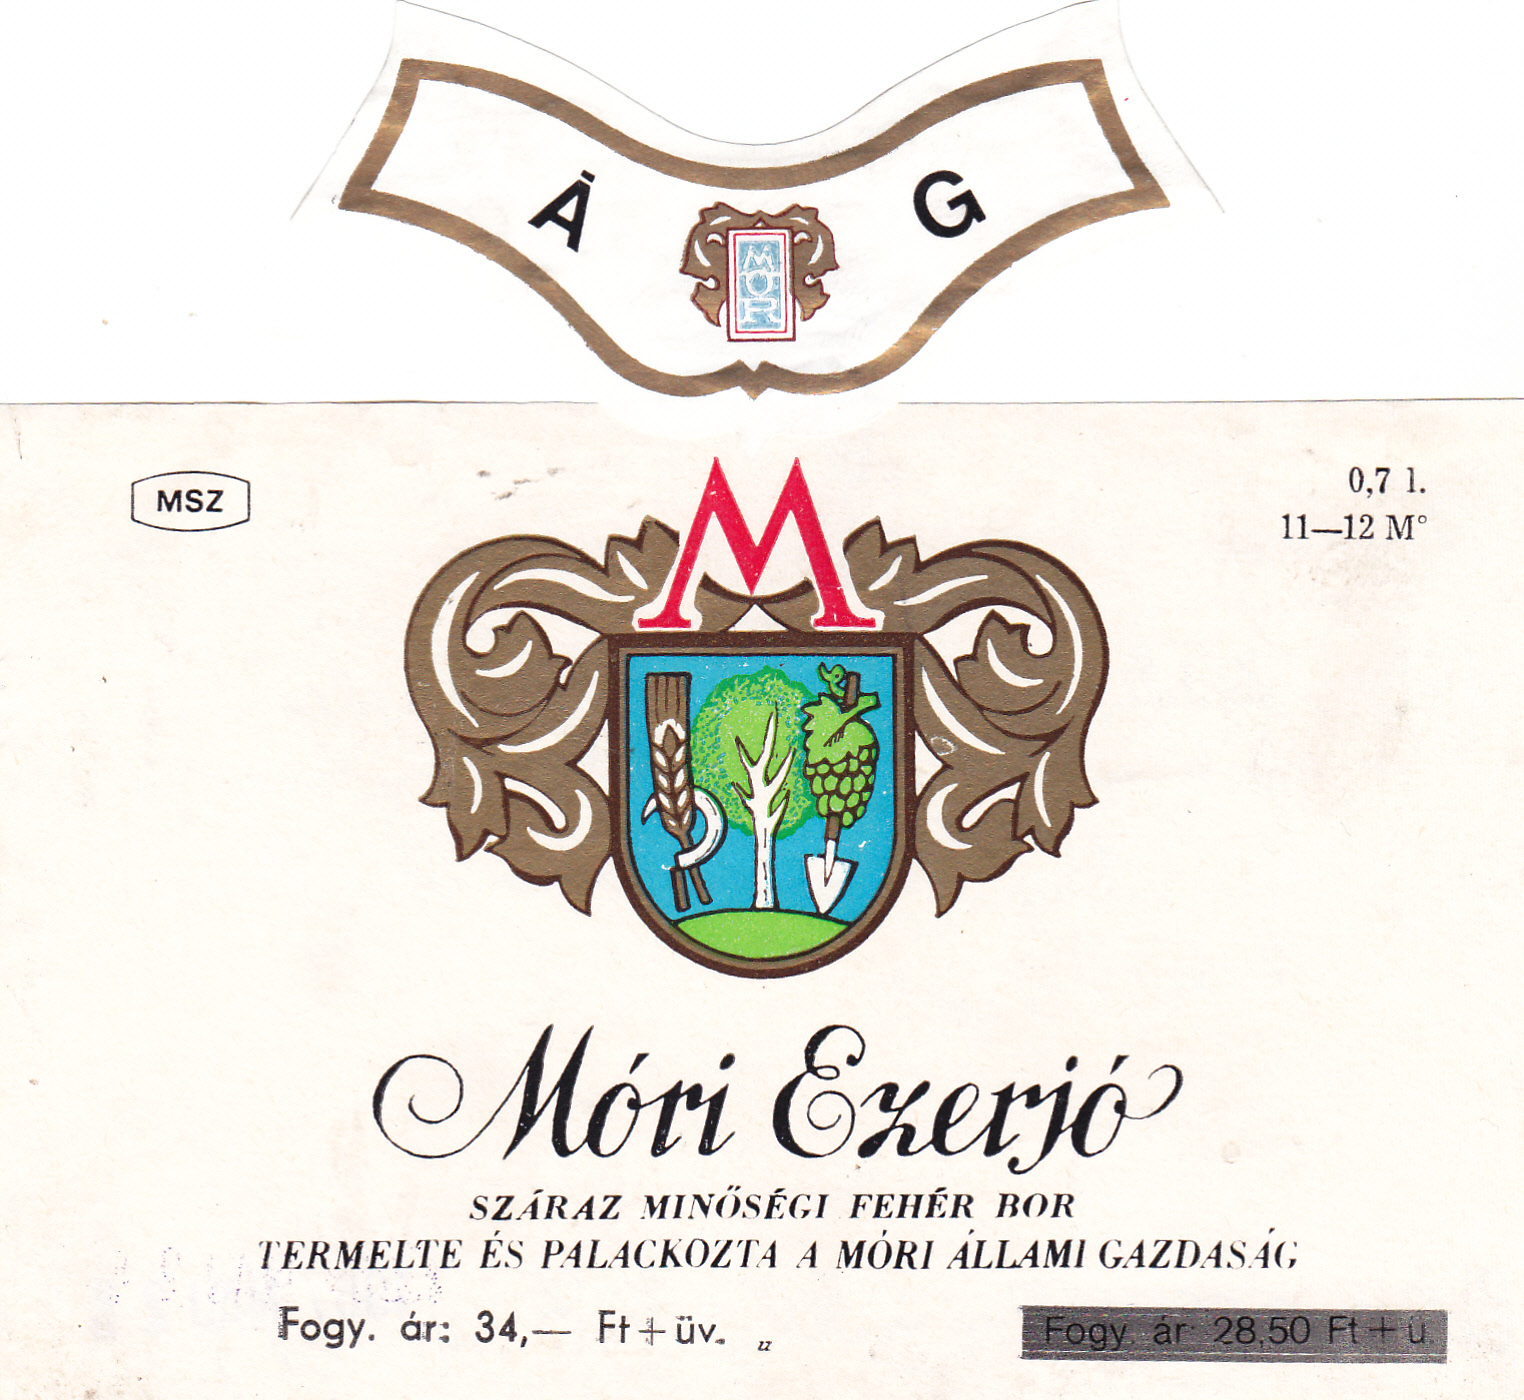 Á G
MÓR
MSZ
0,7 l.
11—12 M°
M
Móri Ezerjó
SZÁRAZ MINŐSÉGI FEHÉR BOR
TERMELTE ÉS PALACKOZTA A MÓRI ÁLLAMI GAZDASÁG
Fogy. ár: 34,— Ft + üv.
Fogy. ár 28,50 Ft + ü.